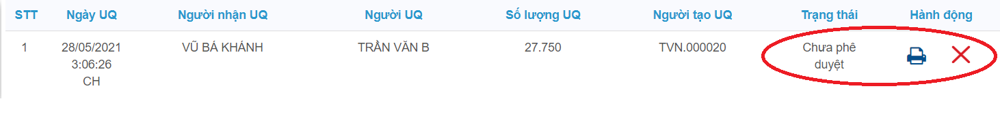 STT Ngày UQ Người nhận UQ Người UQ Số lượng UQ Người tạo UQ Trạng thái Hành động
1 28/05/2021 VŨ BÁ KHÁNH TRẦN VĂN B 27.750 TVN.000020 Chưa phê
3:06:26 duyệt
CH